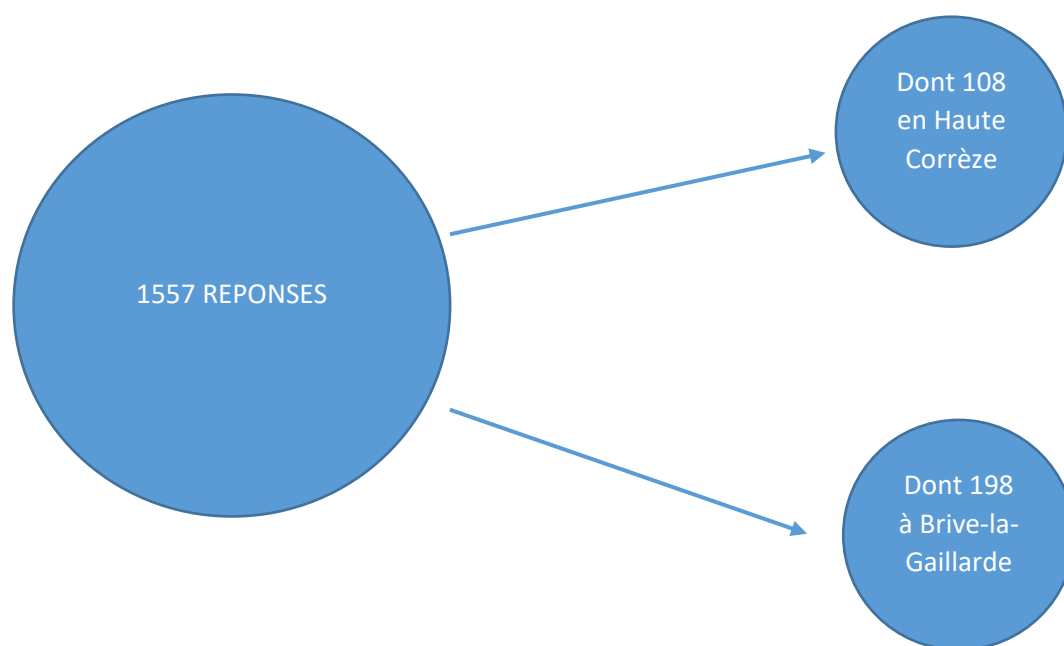 1557 REPONSES
Dont 108
en Haute
Corrèze
Dont 198
à Brive-la-
Gaillarde